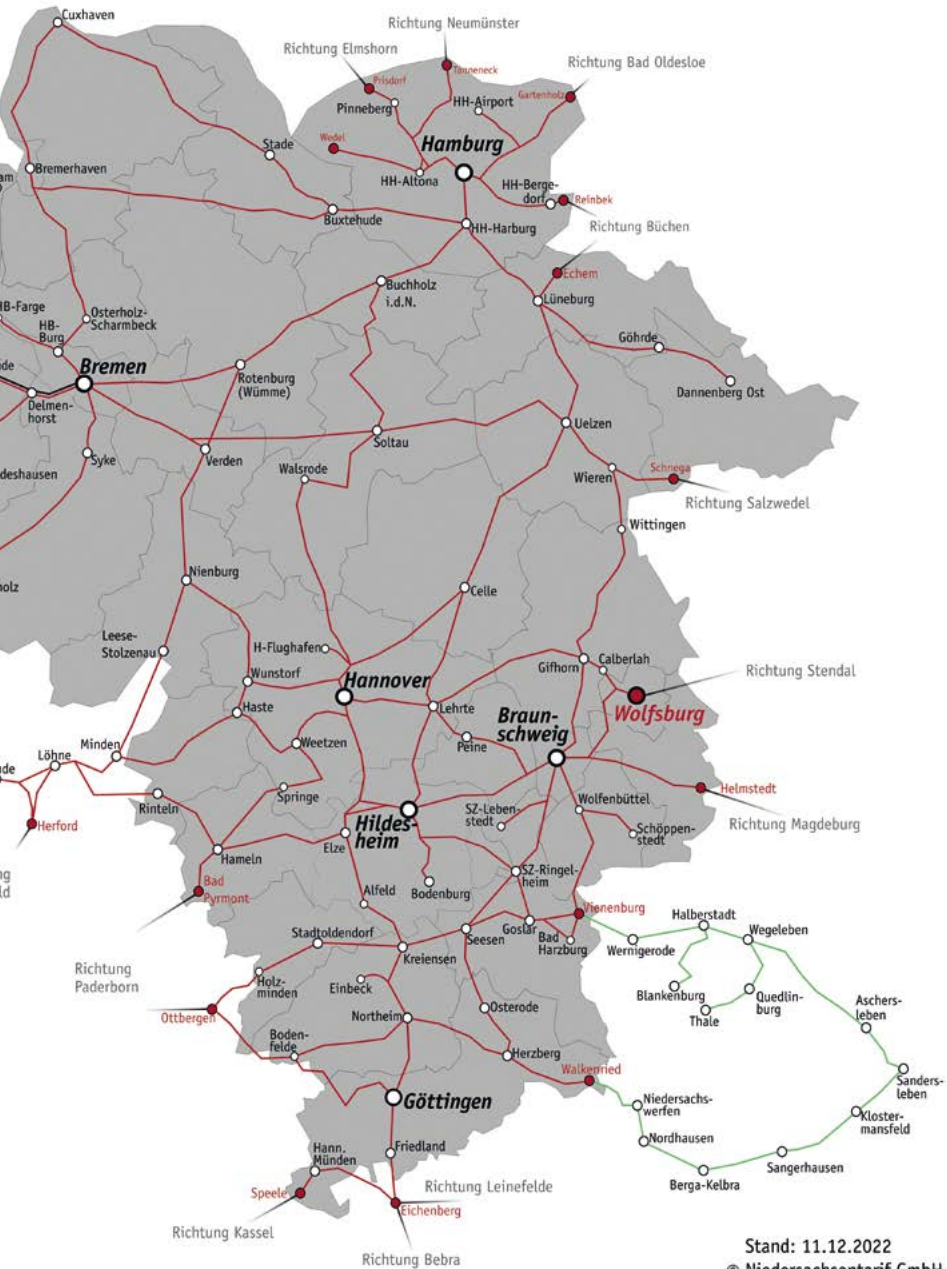 Cuxhaven
Richtung Neumünster
Richtung Elmshorn
Richtung Bad Oldesloe
Prisdorf
Tanneneck
Gartenholz
Pinneberg
HH-Airport
Wedel
Hamburg
Stade
Bremerhaven
HH-Altona
HH-Berge-
dorf
Reinbek
Buxtehude
HH-Harburg
Richtung Büchen
Echem
Buchholz
i.d.N.
Lüneburg
HB-Farge
Osterholz-
Scharmbeck
HB-
Burg
Göhrde
Bremen
Rotenburg
(Wümme)
Dannenberg Ost
Delmen-
horst
Uelzen
Soltau
Syke
Verden
Walsrode
Wieren
Schnega
deshausen
Richtung Salzwedel
Wittingen
Nienburg
holz
Celle
Leese-
Stolzenau
H-Flughafen
Gifhorn
Calberlah
Wunstorf
Hannover
Richtung Stendal
Haste
Lehrte
Braun-
schweig
Wolfsburg
Minden
Weetzen
Peine
Löhne
Springe
Helmstedt
Rinteln
SZ-Leben-
stedt
Wolfenbüttel
Herford
Hildes-
heim
Schöppen-
stedt
Richtung Magdeburg
Hameln
Elze
SZ-Ringel-
heim
Bad
Pyrmont
Alfeld
Bodenburg
Vienenburg
Halberstadt
Stadtoldendorf
Seesen
Goslar
Bad
Harzburg
Wegeleben
Wernigerode
Kreiensen
Richtung
Paderborn
Holz-
minden
Einbeck
Blankenburg
Quedlin-
burg
Thale
Aschers-
leben
Ottbergen
Northeim
Osterode
Boden-
felde
Herzberg
Walkenried
Sanders-
leben
Göttingen
Niedersachs-
werfen
Kloster-
mansfeld
Nordhausen
Hann.
Münden
Friedland
Sangerhausen
Berga-Kelbra
Speele
Richtung Leinefelde
Eichenberg
Richtung Kassel
Richtung Bebra
Stand: 11.12.2022
© Niedersachsentarif GmbH